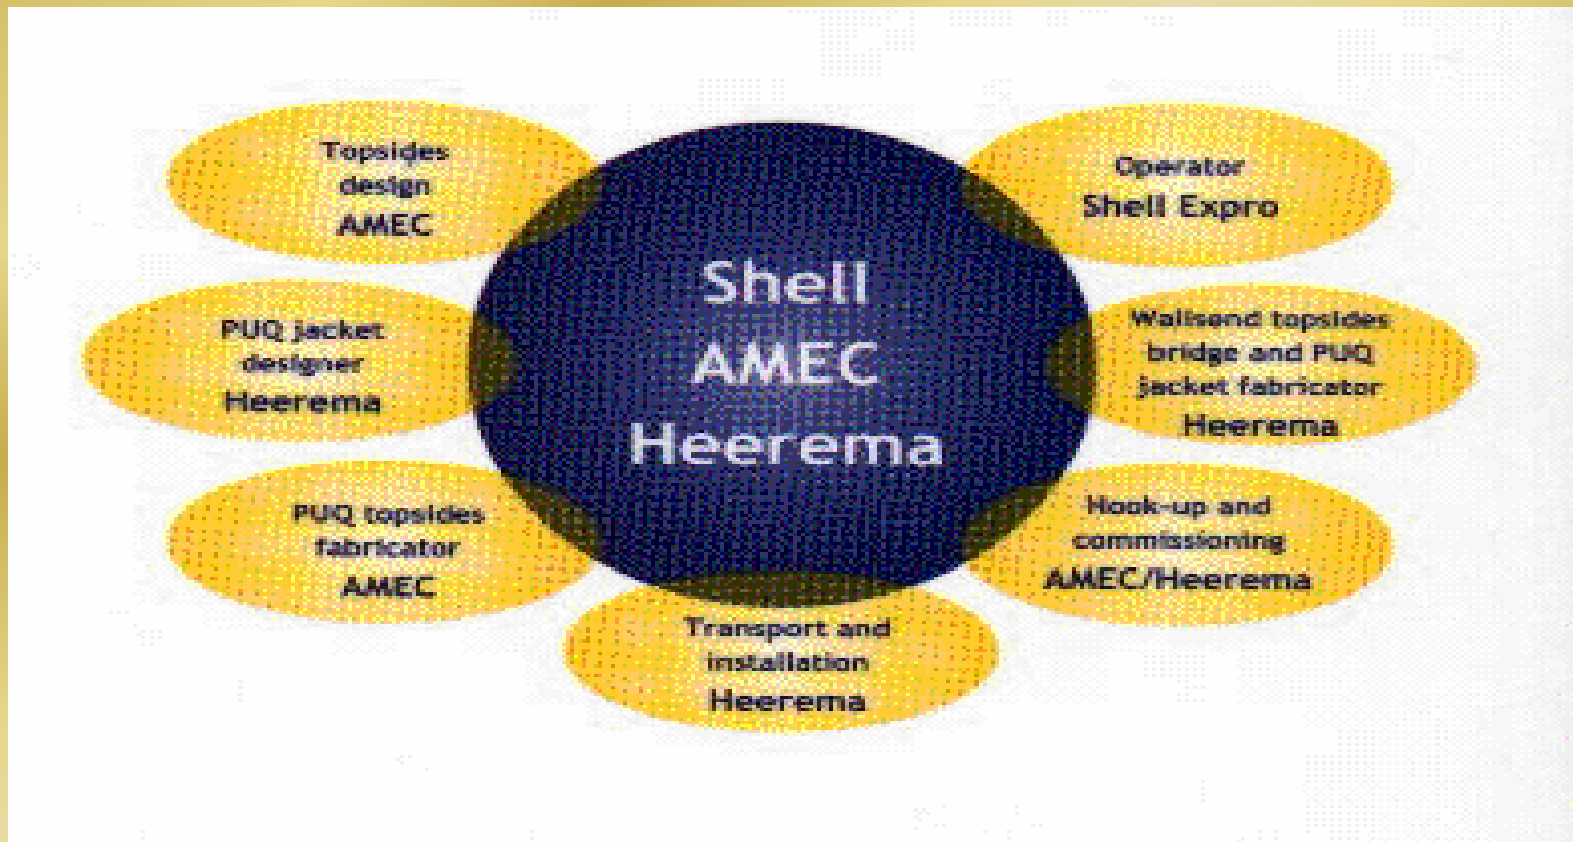 Topsides
design
AMEC
PUQ jacket
designer
Heerema
PUQ topsides
fabricator
AMEC
Shell
AMEC
Heerema
Transport and
installation
Heerema
Operator
Shell Expro
Wallsend topsides
bridge and PUQ
jacket fabricator
Heerema
Hook-up and
commissioning
AMEC/Heerema